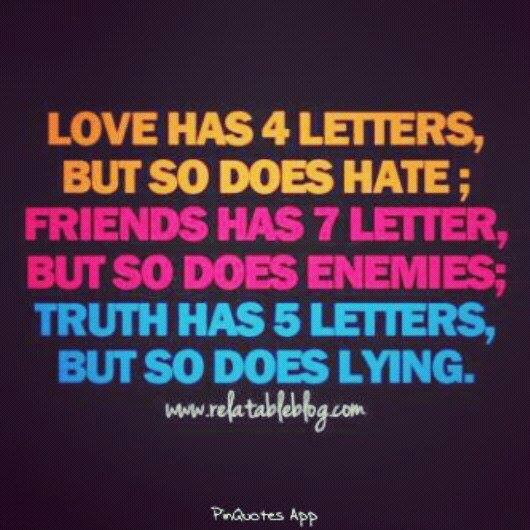 LOVE HAS 4 LETTERS,
BUT SO DOES HATE ;
FRIENDS HAS 7 LETTER,
BUT SO DOES ENEMIES;
TRUTH HAS 5 LETTERS,
BUT SO DOES LYING.
www.relatableblog.com
PinQuotes App